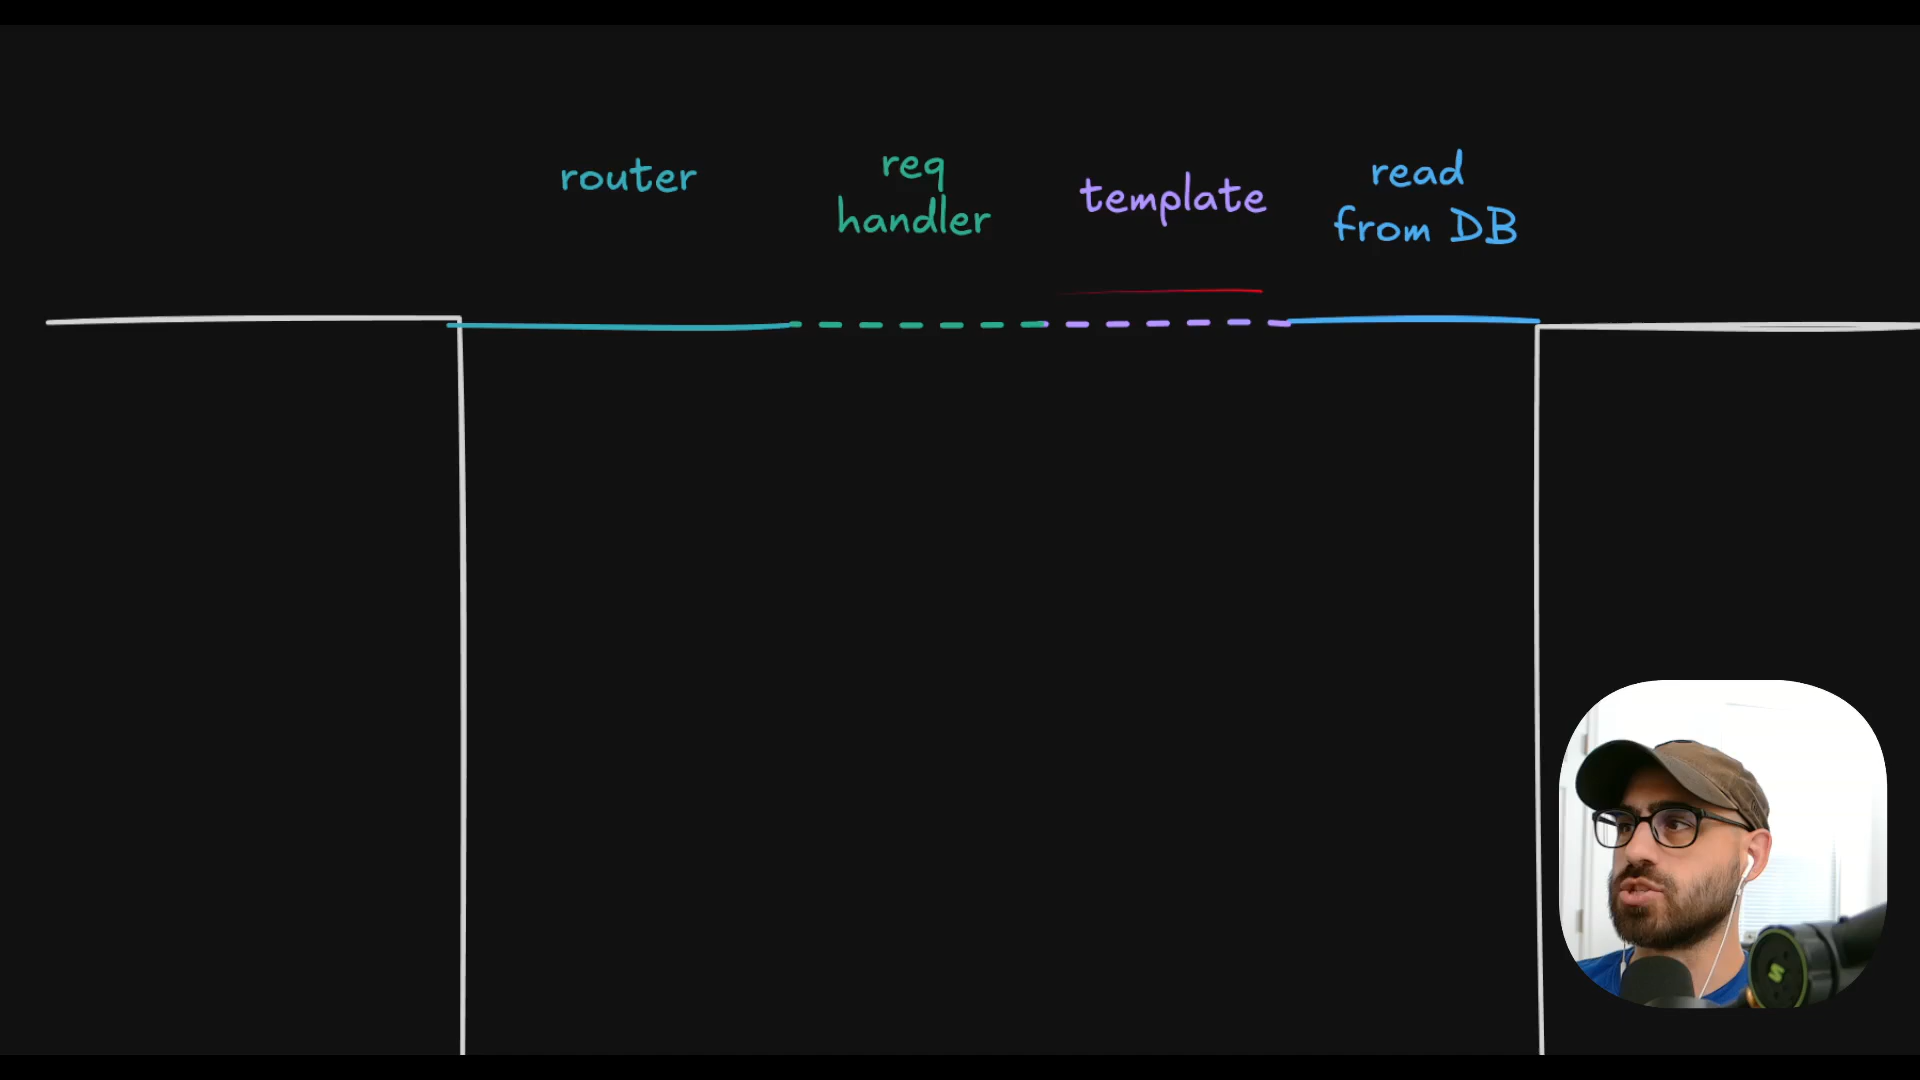 router
req
handler
template
read
from DB